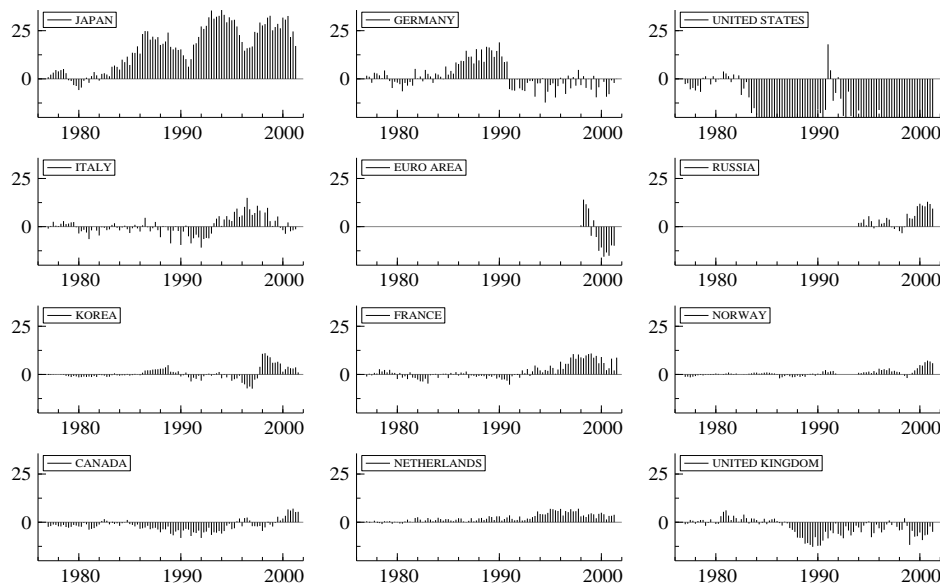 JAPAN GERMANY UNITED STATES
25 25 25
0 0 0
1980 1990 2000 1980 1990 2000 1980 1990 2000
ITALY EURO AREA RUSSIA
25 25 25
0 0 0
1980 1990 2000 1980 1990 2000 1980 1990 2000
KOREA FRANCE NORWAY
25 25 25
0 0 0
1980 1990 2000 1980 1990 2000 1980 1990 2000
CANADA NETHERLANDS UNITED KINGDOM
25 25 25
0 0 0
1980 1990 2000 1980 1990 2000 1980 1990 2000